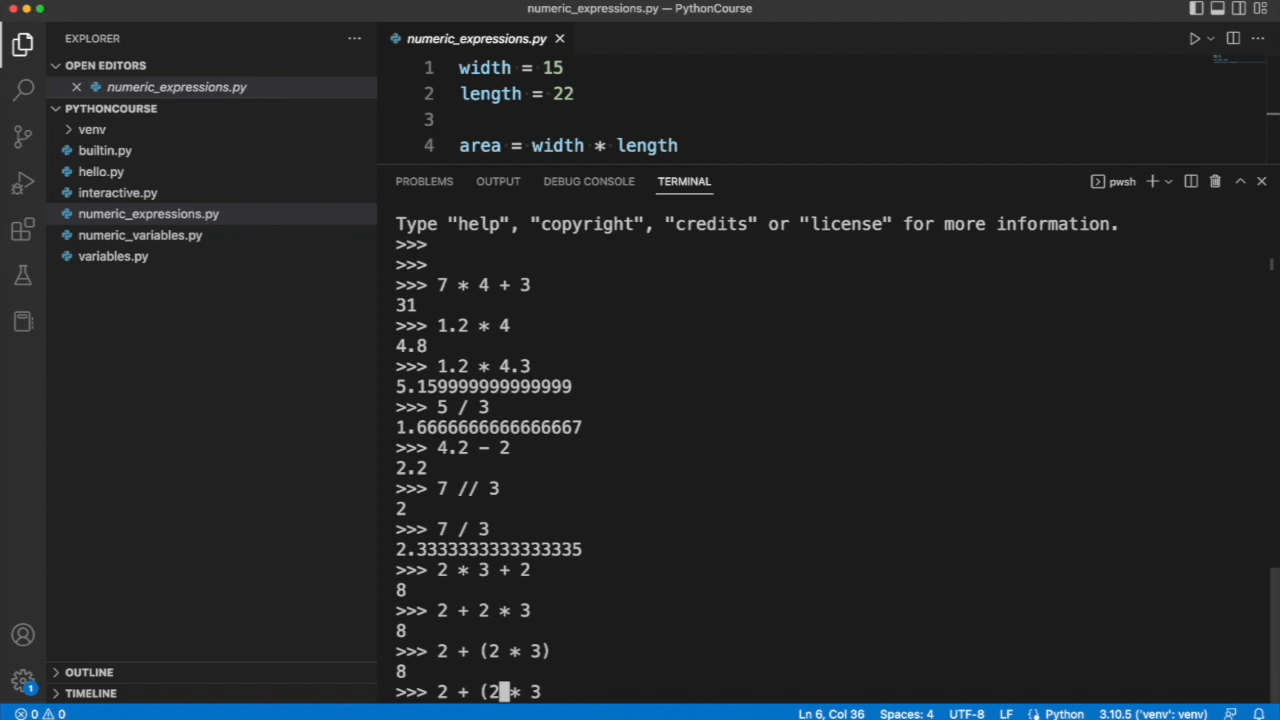 numeric_expressions.py — PythonCourse
EXPLORER
OPEN EDITORS
numeric_expressions.py
PYTHONCOURSE
venv
builtin.py
hello.py
interactive.py
numeric_expressions.py
numeric_variables.py
variables.py
OUTLINE
TIMELINE
1
numeric_expressions.py
1 width = 15
2 length = 22
3
4 area = width * length
PROBLEMS OUTPUT DEBUG CONSOLE TERMINAL pwsh
Type "help", "copyright", "credits" or "license" for more information.
>>>
>>>
>>> 7 * 4 + 3
31
>>> 1.2 * 4
4.8
>>> 1.2 * 4.3
5.159999999999999
>>> 5 / 3
1.6666666666666667
>>> 4.2 - 2
2.2
>>> 7 // 3
2
>>> 7 / 3
2.3333333333333335
>>> 2 * 3 + 2
8
>>> 2 + 2 * 3
8
>>> 2 + (2 * 3)
8
>>> 2 + (2 * 3
0 0 Ln 6, Col 36 Spaces: 4 UTF-8 LF Python 3.10.5 ('venv': venv)